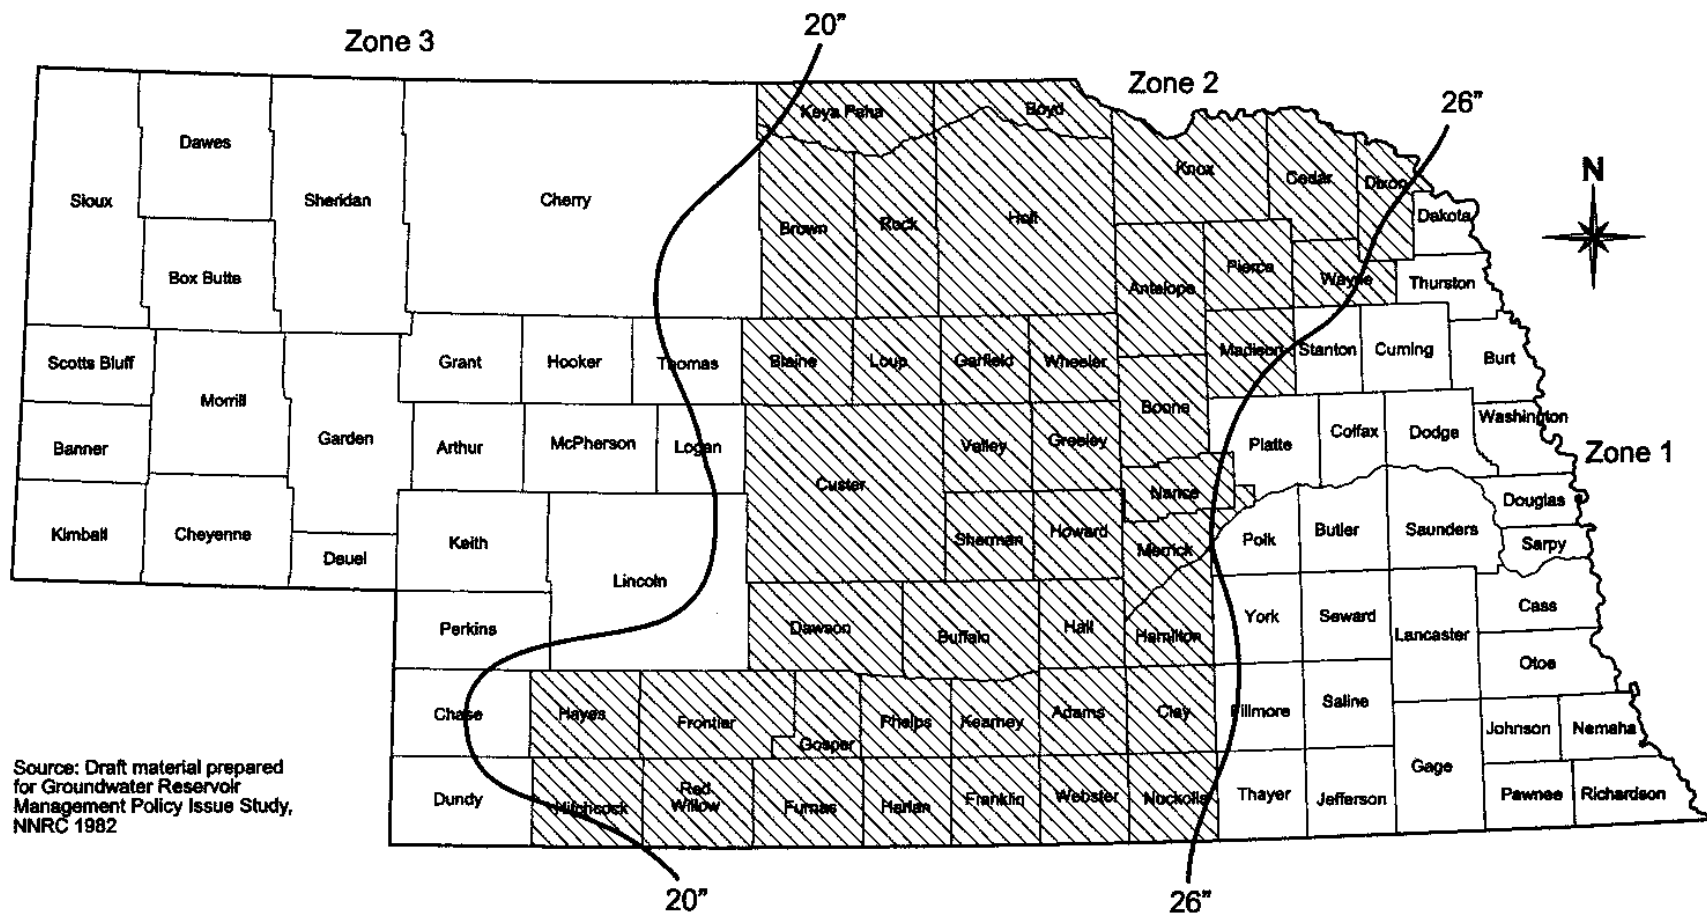 20”
Zone 3
Zone 2
26”
Keya Paha
Boyd
Dawes
Knox
Cedar
Dixon
N
Sioux
Sheridan
Cherry
Brown
Rock
Holt
Dakota
Box Butte
Antelope
Pierce
Wayne
Thurston
Scotts Bluff
Grant
Hooker
Thomas
Blaine
Loup
Garfield
Wheeler
Madison
Stanton
Cuming
Burt
Morrill
Boone
Washington
Banner
Garden
Arthur
McPherson
Logan
Valley
Greeley
Platte
Colfax
Dodge
Zone 1
Custer
Nance
Douglas
Kimball
Cheyenne
Deuel
Keith
Lincoln
Sherman
Howard
Merrick
Polk
Butler
Saunders
Sarpy
Perkins
Dawson
Buffalo
Hall
Hamilton
York
Seward
Lancaster
Cass
Otoe
Chase
Hayes
Frontier
Gosper
Phelps
Kearney
Adams
Clay
Fillmore
Saline
Johnson
Nemaha
Source: Draft material prepared
for Groundwater Reservoir
Management Policy Issue Study,
NNRC 1982
Dundy
Hitchcock
Red
Willow
Furnas
Harlan
Franklin
Webster
Nuckolls
Thayer
Jefferson
Gage
Pawnee
Richardson
20”
26”